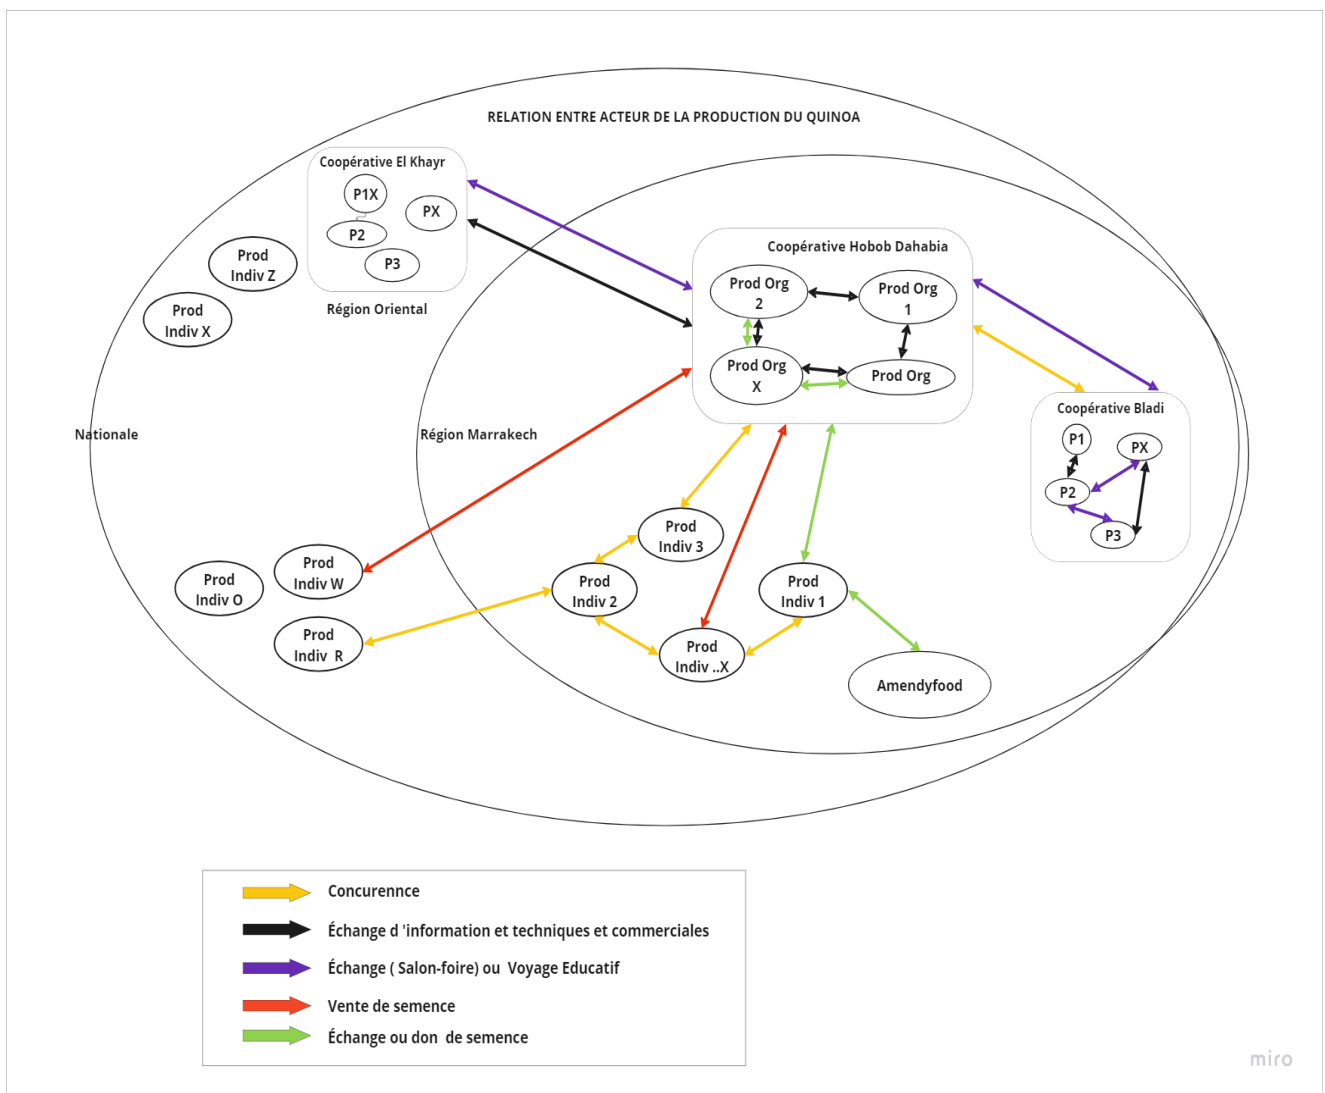 RELATION ENTRE ACTEUR DE LA PRODUCTION DU QUINOA
Coopérative El Khayr
P1X
PX
P2
P3
Région Oriental
Prod
Indiv Z
Prod
Indiv X
Nationale
Région Marrakech
Coopérative Hobob Dahabia
Prod Org
2
Prod Org
1
Prod Org
X
Prod Org
Coopérative Bladi
P1
PX
P2
P3
Prod
Indiv 3
Prod
Indiv 2
Prod
Indiv 1
Prod
Indiv ..X
Amendyfood
Prod
Indiv W
Prod
Indiv O
Prod
Indiv  R
Concurennce
Échange d 'information et techniques et commerciales
Échange ( Salon-foire) ou  Voyage Educatif
Vente de semence
Échange ou don  de semence
miro